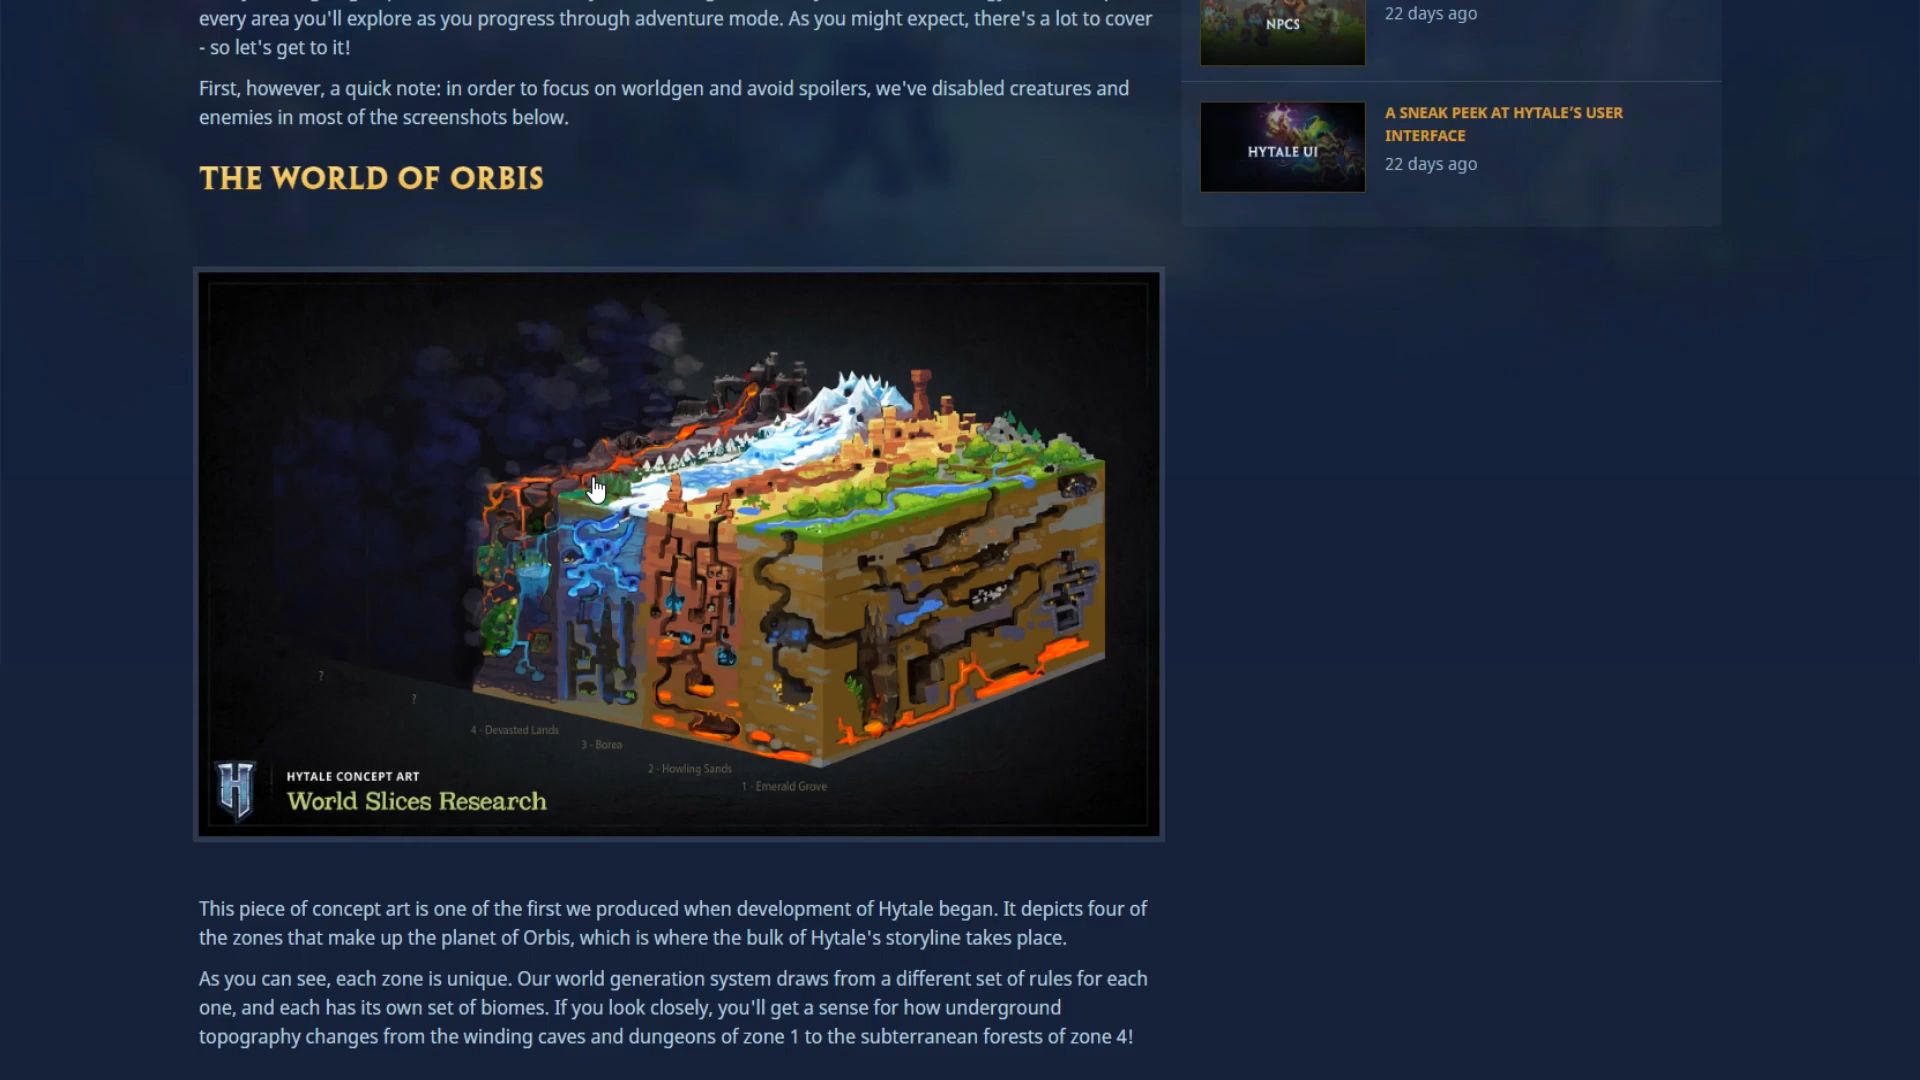 every area you'll explore as you progress through adventure mode. As you might expect, there's a lot to cover
- so let's get to it!
First, however, a quick note: in order to focus on worldgen and avoid spoilers, we've disabled creatures and
enemies in most of the screenshots below.
THE WORLD OF ORBIS
?
?
4 - Devasted Lands
3 - Borea
2 - Howling Sands
1 - Emerald Grove
H
HYTALE CONCEPT ART
World Slices Research
This piece of concept art is one of the first we produced when development of Hytale began. It depicts four of
the zones that make up the planet of Orbis, which is where the bulk of Hytale's storyline takes place.
As you can see, each zone is unique. Our world generation system draws from a different set of rules for each
one, and each has its own set of biomes. If you look closely, you'll get a sense for how underground
topography changes from the winding caves and dungeons of zone 1 to the subterranean forests of zone 4!
NPCS
22 days ago
HYTALE UI
A SNEAK PEEK AT HYTALE’S USER
INTERFACE
22 days ago